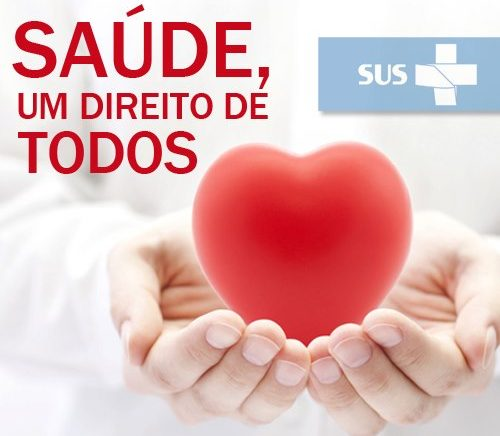 SAÚDE,
UM DIREITO DE
TODOS
SUS